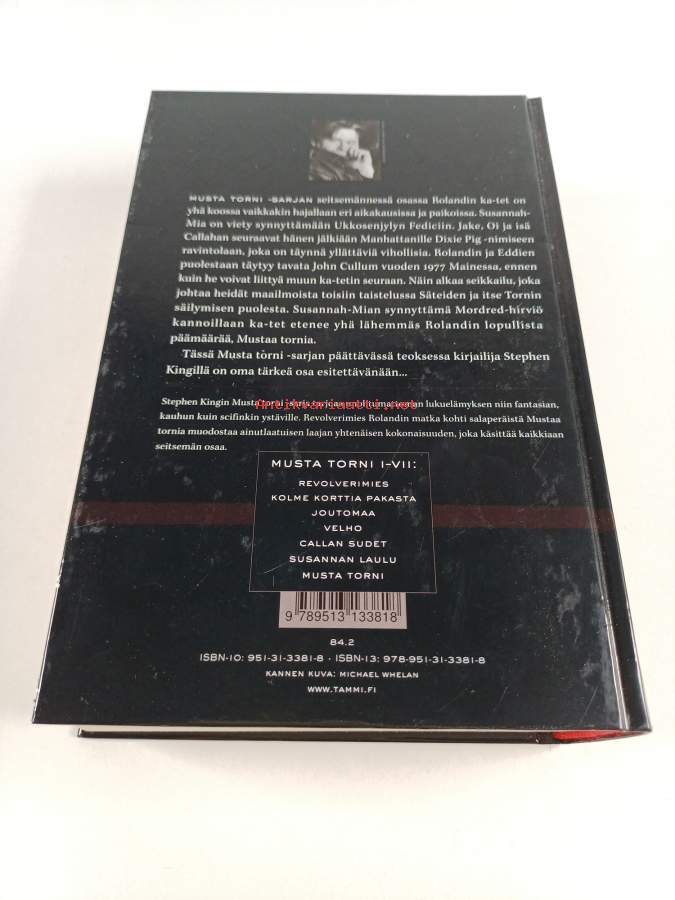 MUSTA TORNI -SARJAN seitsemännessä osassa Rolandin ka-tet on
yhä koossa vaikkakin hajallaan eri aikakausissa ja paikoissa. Susannah-
Mia on viety synnyttämään Ukkosenjylyn Fediciin. Jake, Oi ja isä
Callahan seuraavat hänen jälkiään Manhattanille Dixie Pig -nimiseen
ravintolaan, joka on täynnä yllättäviä vihollisia. Rolandin ja Eddien
puolestaan täytyy tavata John Cullum vuoden 1977 Mainessa, ennen
kuin he voivat liittyä muun ka-tetin seuraan. Näin alkaa seikkailu, joka
johtaa heidät maailmoista toisiin taistelussa Säteiden ja itse Tornin
säilymisen puolesta. Susannah-Mian synnyttämä Mordred-hirviö
kannoillaan ka-tet etenee yhä lähemmäs Rolandin lopullista
päämäärää, Mustaa tornia.
Tässä Musta torni -sarjan päättävässä teoksessa kirjailija Stephen
Kingillä on oma tärkeä osa esitettävänään...
Antikvariaatti.net
Stephen Kingin Musta torni -sarja tarjoaa lukuelämyksen niin fantasian,
kauhun kuin scifinkin ystäville. Revolverimies Rolandin matka kohti salaperäistä Mustaa
tornia muodostaa ainutlaatuisen laajan yhtenäisen kokonaisuuden, joka käsittää kaikkiaan
seitsemän osaa.
MUSTA TORNI I–VII:
REVOLVERIMIES
KOLME KORTTIA PAKASTA
JOUTOMAA
VELHO
CALLAN SUDET
SUSANNAN LAULU
MUSTA TORNI
9 789513 133818
84.2
ISBN-10: 951-31-3381-8 · ISBN-13: 978-951-31-3381-8
KANNEN KUVA: MICHAEL WHELAN
WWW.TAMMI.FI